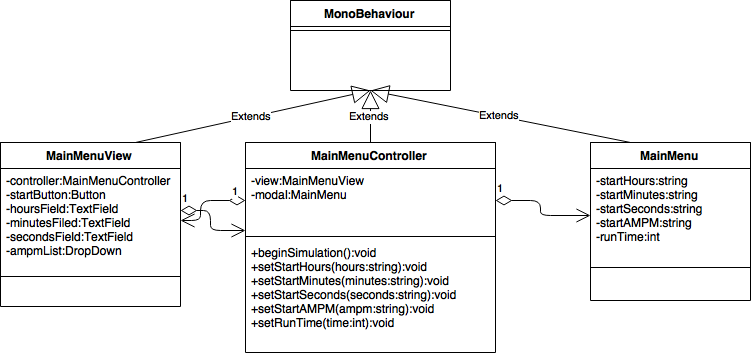 MonoBehaviour
Extends
Extends
Extends
MainMenuView
-controller:MainMenuController
-startButton:Button
-hoursField:TextField
-minutesFiled:TextField
-secondsField:TextField
-ampmList:DropDown
1
1
MainMenuController
-view:MainMenuView
-modal:MainMenu
+beginSimulation():void
+setStartHours(hours:string):void
+setStartMinutes(minutes:string):void
+setStartSeconds(seconds:string):void
+setStartAMPM(ampm:string):void
+setRunTime(time:int):void
1
MainMenu
-startHours:string
-startMinutes:string
-startSeconds:string
-startAMPM:string
-runTime:int